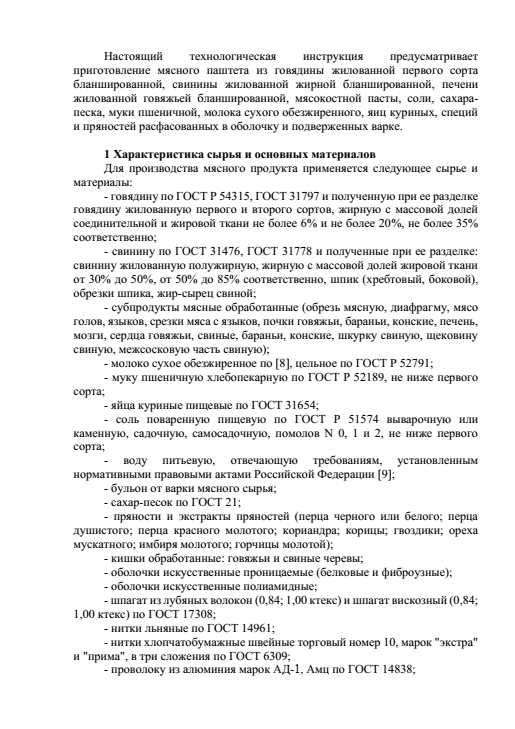 Настоящий технологическая инструкция предусматривает
приготовление мясного паштета из говядины жилованной первого сорта
бланшированной, свинины жилованной жирной бланшированной, печени
жилованной говяжьей бланшированной, мясокостной пасты, соли, сахара-
песка, муки пшеничной, молока сухого обезжиренного, яиц куриных, специй
и пряностей расфасованных в оболочку и подверженных варке.
1 Характеристика сырья и основных материалов
Для производства мясного продукта применяется следующее сырье и
материалы:
- говядину по ГОСТ Р 54315, ГОСТ 31797 и полученную при ее разделке
говядину жилованную первого и второго сортов, жирную с массовой долей
соединительной и жировой ткани не более 6% и не более 20%, не более 35%
соответственно;
- свинину по ГОСТ 31476, ГОСТ 31778 и полученные при ее разделке:
свинину жилованную полужирную, жирную с массовой долей жировой ткани
от 30% до 50%, от 50% до 85% соответственно, шпик (хребтовый, боковой),
обрезки шпика, жир-сырец свиной;
- субпродукты мясные обработанные (обрезь мясную, диафрагму, мясо
голов, языков, срезки мяса с языков, почки говяжьи, бараньи, конские, печень,
мозги, сердца говяжьи, свиные, бараньи, конские, шкурку свиную, щековину
свиную, межсосковую часть свиную);
- молоко сухое обезжиренное по [8], цельное по ГОСТ Р 52791;
- муку пшеничную хлебопекарную по ГОСТ Р 52189, не ниже первого
сорта;
- яйца куриные пищевые по ГОСТ 31654;
- соль поваренную пищевую по ГОСТ Р 51574 выварочную или
каменную, садочную, самосадочную, помолов N 0, 1 и 2, не ниже первого
сорта;
- воду питьевую, отвечающую требованиям, установленным
нормативными правовыми актами Российской Федерации [9];
- бульон от варки мясного сырья;
- сахар-песок по ГОСТ 21;
- пряности и экстракты пряностей (перца черного или белого; перца
душистого; перца красного молотого; кориандра; корицы; гвоздики; ореха
мускатного; имбиря молотого; горчицы молотой);
- кишки обработанные: говяжьи и свиные черевы;
- оболочки искусственные проницаемые (белковые и фиброузные);
- оболочки искусственные полиамидные;
- шпагат из лубяных волокон (0,84; 1,00 ктекс) и шпагат вискозный (0,84;
1,00 ктекс) по ГОСТ 17308;
- нитки льняные по ГОСТ 14961;
- нитки хлопчатобумажные швейные торговый номер 10, марок "экстра"
и "прима", в три сложения по ГОСТ 6309;
- проволоку из алюминия марок АД-1, Амц по ГОСТ 14838;